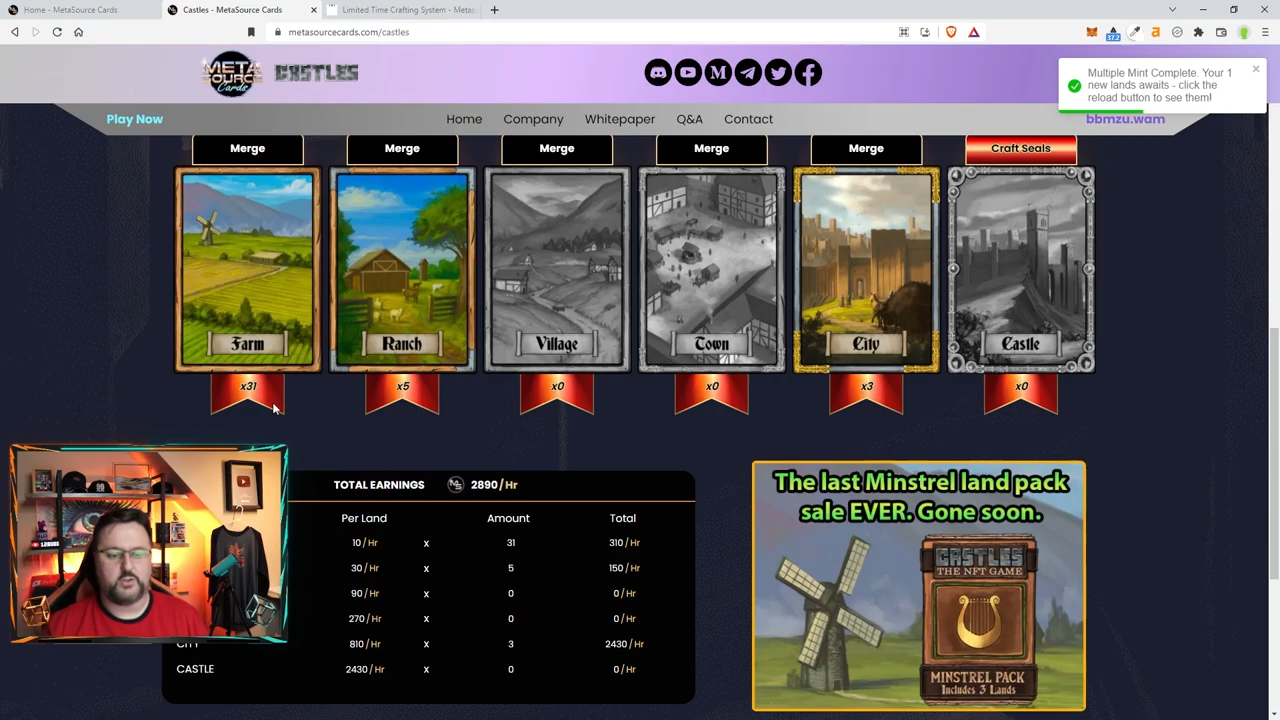 Home - MetaSource Cards
Castles - MetaSource Cards
Limited Time Crafting System - Metas
metasourcecards.com/castles
37.2
META SOURCE Cards
CASTLES
Multiple Mint Complete. Your 1
new lands awaits - click the
reload button to see them!
Play Now
Home
Company
Whitepaper
Q&A
Contact
bbmzu.wam
Merge
Merge
Merge
Merge
Merge
Craft Seals
Farm
Ranch
Village
Town
City
Castle
x31
x5
x0
x0
x3
x0
TOTAL EARNINGS MS 2890/Hr
Per Land Amount Total
10/Hr x 31 310/Hr
30/Hr x 5 150/Hr
90/Hr x 0 0/Hr
270/Hr x 0 0/Hr
CITY 810/Hr x 3 2430/Hr
CASTLE 2430/Hr x 0 0/Hr
The last Minstrel land pack
sale EVER. Gone soon.
CASTLES
THE NFT GAME
MINSTREL PACK
Includes 3 Lands